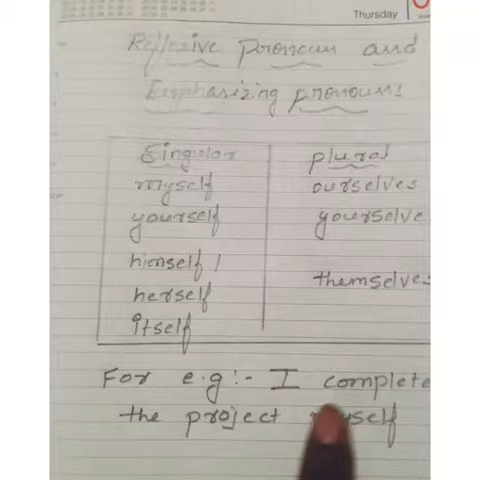 Thursday
Reflexive pronoun and
Emphasizing pronouns
Singular plural
myself ourselves
yourself yourselve
himself /
themselves
herself
itself
For e.g:- I complete
the project myself